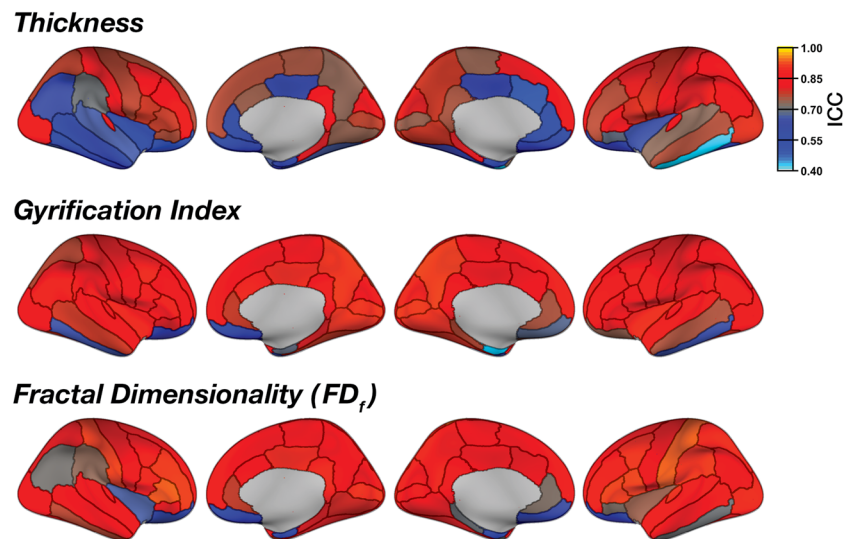 Thickness
1.00
0.85
0.70
0.55
0.40
ICC
Gyrification Index
Fractal Dimensionality (FDf)